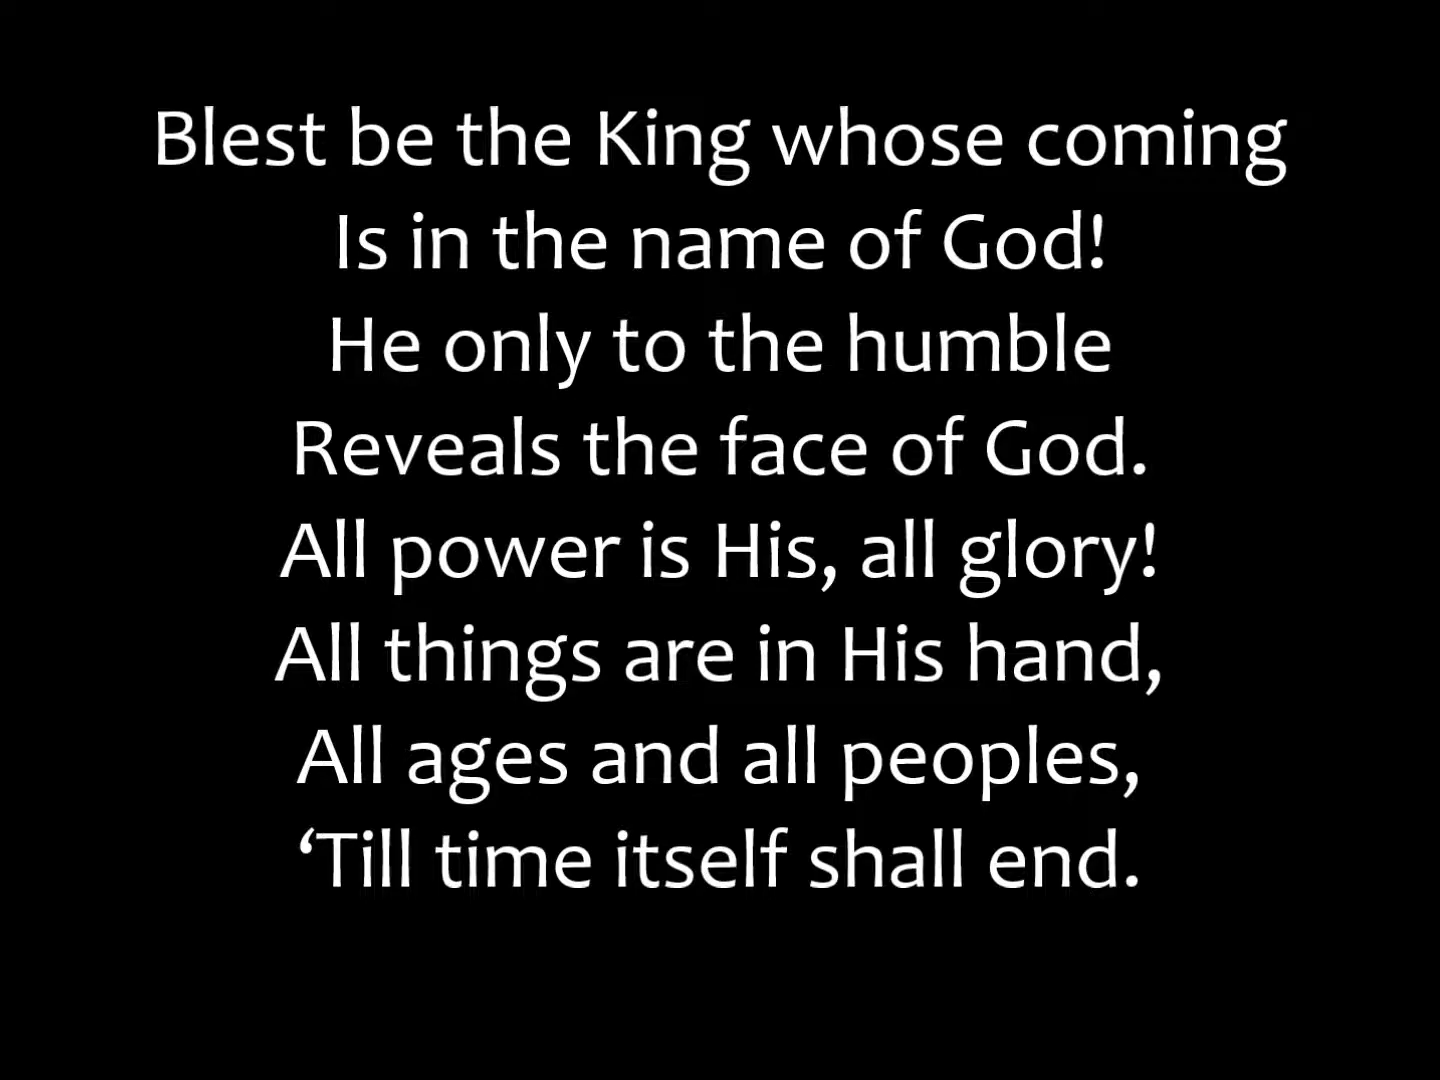 Blest be the King whose coming
Is in the name of God!
He only to the humble
Reveals the face of God.
All power is His, all glory!
All things are in His hand,
All ages and all peoples,
‘Till time itself shall end.